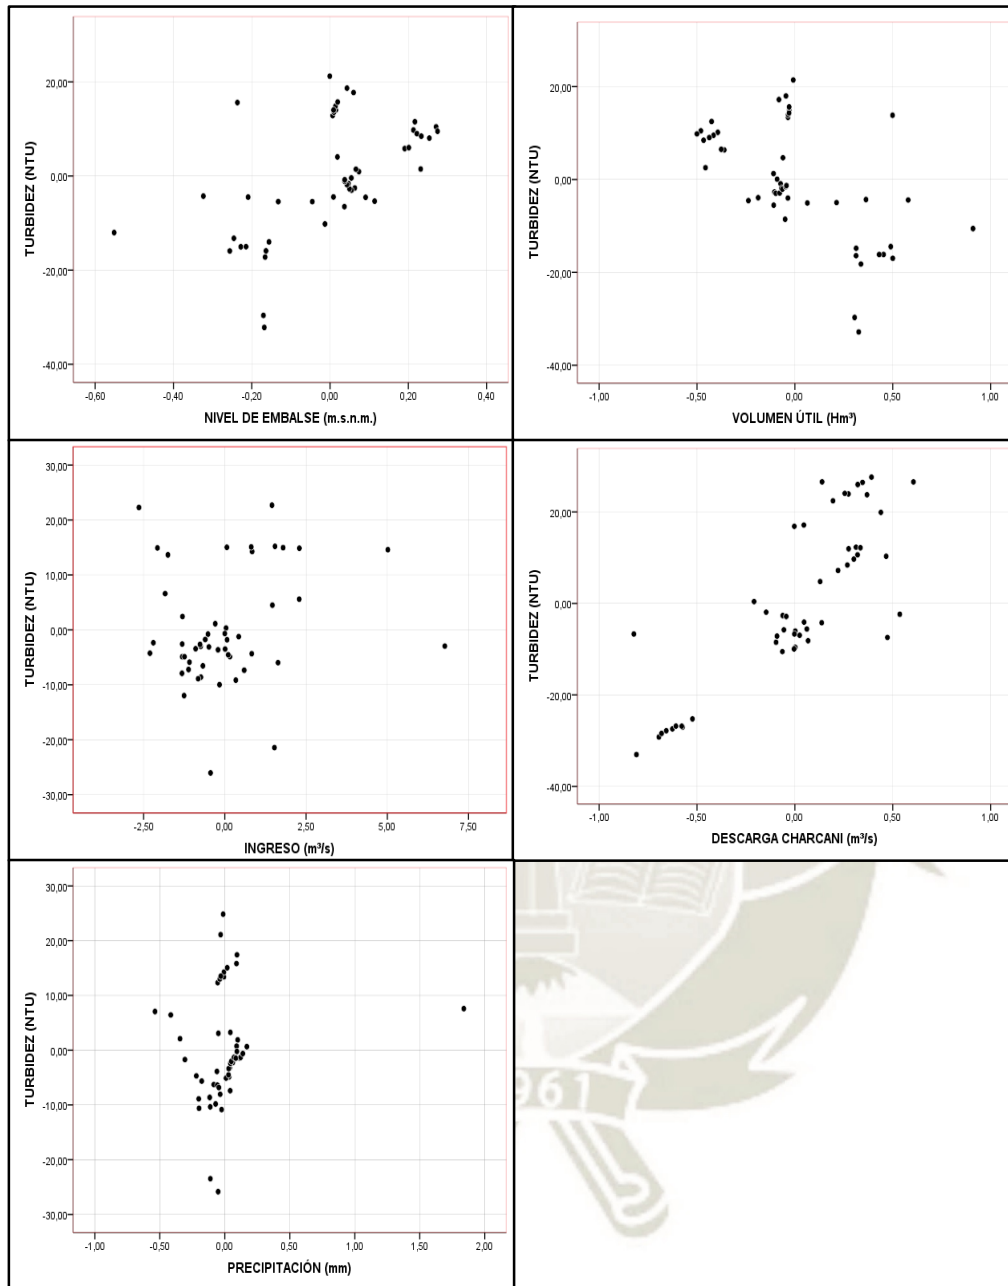 TURBIDEZ (NTU)
20,00
0,00
-20,00
-40,00
-0,60 -0,40 -0,20 0,00 0,20 0,40
NIVEL DE EMBALSE (m.s.n.m.)
TURBIDEZ (NTU)
20,00
0,00
-20,00
-40,00
-1,00 -0,50 0,00 0,50 1,00
VOLUMEN ÚTIL (Hm³)
TURBIDEZ (NTU)
30,00
20,00
10,00
0,00
-10,00
-20,00
-30,00
-2,50 0,00 2,50 5,00 7,50
INGRESO (m³/s)
TURBIDEZ (NTU)
20,00
0,00
-20,00
-40,00
-1,00 -0,50 0,00 0,50 1,00
DESCARGA CHARCANI (m³/s)
TURBIDEZ (NTU)
30,00
20,00
10,00
0,00
-10,00
-20,00
-30,00
-1,00 -0,50 0,00 0,50 1,00 1,50 2,00
PRECIPITACIÓN (mm)
961